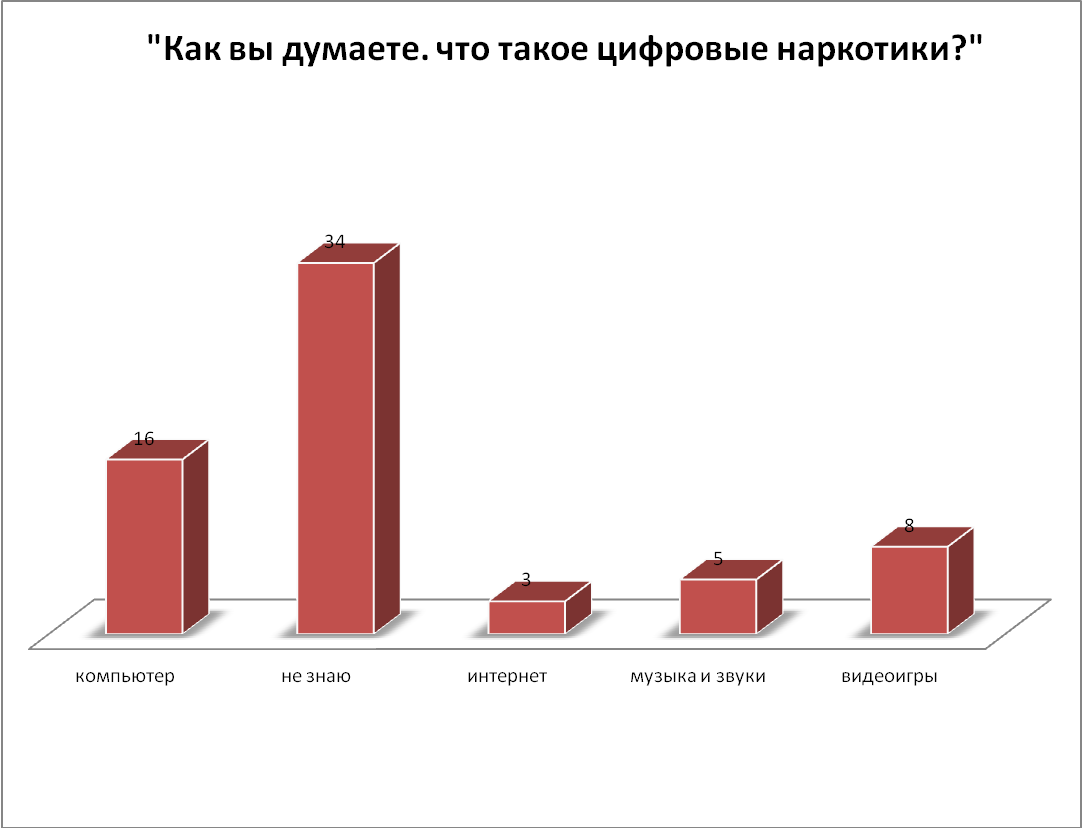 "Как вы думаете. что такое цифровые наркотики?"
34
16
8
5
3
компьютер не знаю интернет музыка и звуки видеоигры